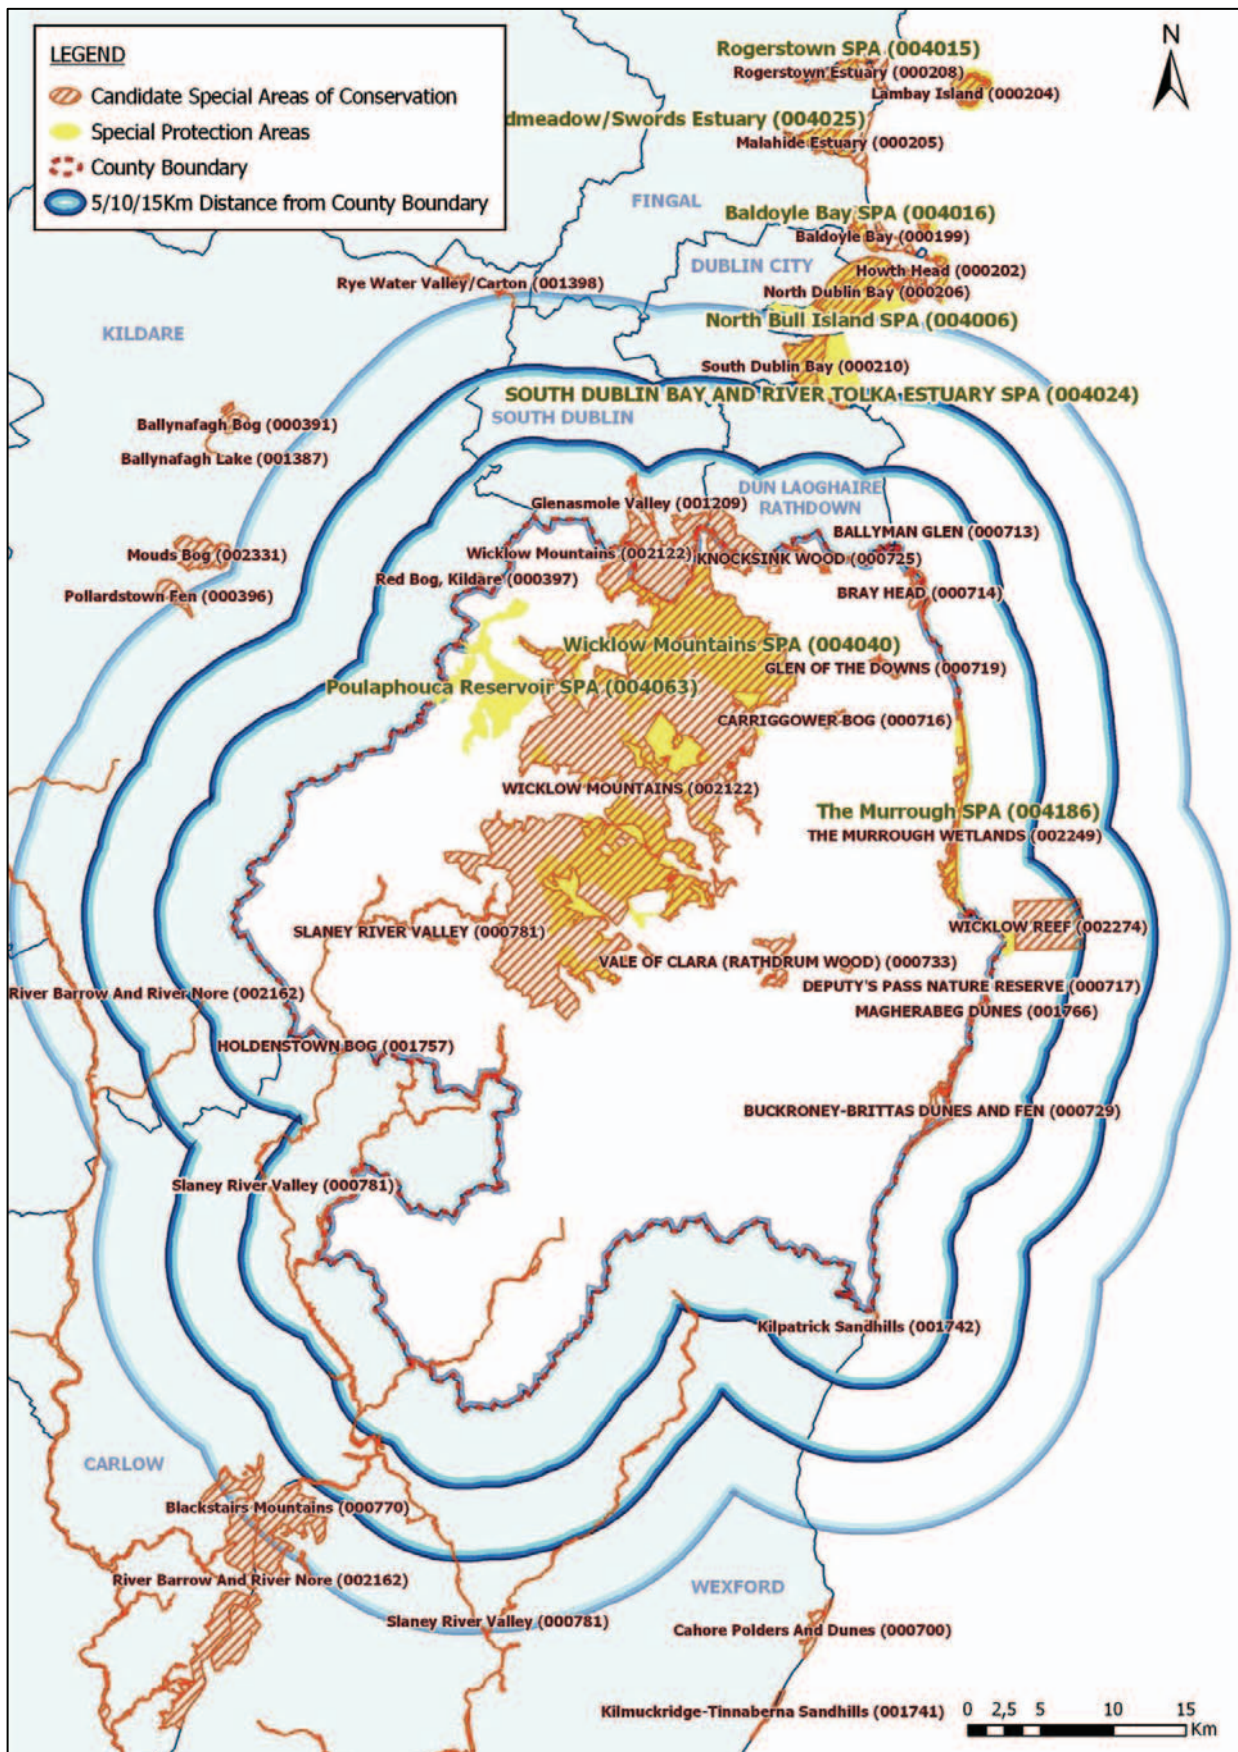 LEGEND
Candidate Special Areas of Conservation
Special Protection Areas
County Boundary
5/10/15Km Distance from County Boundary
N
Rogerstown SPA (004015)
Rogerstown Estuary (000208)
Lambay Island (000204)
dmeadow/Swords Estuary (004025)
Malahide Estuary (000205)
FINGAL
Baldoyle Bay SPA (004016)
Baldoyle Bay (000199)
DUBLIN CITY
Howth Head (000202)
Rye Water Valley/Carton (001398)
North Dublin Bay (000206)
North Bull Island SPA (004006)
KILDARE
South Dublin Bay (000210)
SOUTH DUBLIN BAY AND RIVER TOLKA ESTUARY SPA (004024)
SOUTH DUBLIN
Ballynafagh Bog (000391)
Ballynafagh Lake (001387)
DUN LAOGHAIRE
RATHDOWN
Glenasmole Valley (001209)
BALLYMAN GLEN (000713)
Mouds Bog (002331)
Wicklow Mountains (002122)
KNOCKSINK WOOD (000725)
Red Bog, Kildare (000397)
Pollardstown Fen (000396)
BRAY HEAD (000714)
Wicklow Mountains SPA (004040)
GLEN OF THE DOWNS (000719)
Poulaphouca Reservoir SPA (004063)
CARRIGGOWER BOG (000716)
WICKLOW MOUNTAINS (002122)
The Murrough SPA (004186)
THE MURROUGH WETLANDS (002249)
WICKLOW REEF (002274)
SLANEY RIVER VALLEY (000781)
VALE OF CLARA (RATHDRUM WOOD) (000733)
DEPUTY'S PASS NATURE RESERVE (000717)
River Barrow And River Nore (002162)
MAGHERABEG DUNES (001766)
HOLDENSTOWN BOG (001757)
BUCKRONEY-BRITTAS DUNES AND FEN (000729)
Slaney River Valley (000781)
Kilpatrick Sandhills (001742)
CARLOW
Blackstairs Mountains (000770)
River Barrow And River Nore (002162)
WEXFORD
Slaney River Valley (000781)
Cahore Polders And Dunes (000700)
Kilmuckridge-Tinnaberna Sandhills (001741)
0 2,5 5 10 15
Km